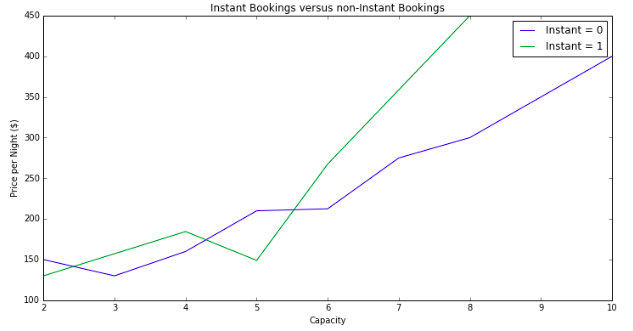 Instant Bookings versus non-Instant Bookings
Instant = 0
Instant = 1
Price per Night ($)
450
400
350
300
250
200
150
100
2 3 4 5 6 7 8 9 10
Capacity